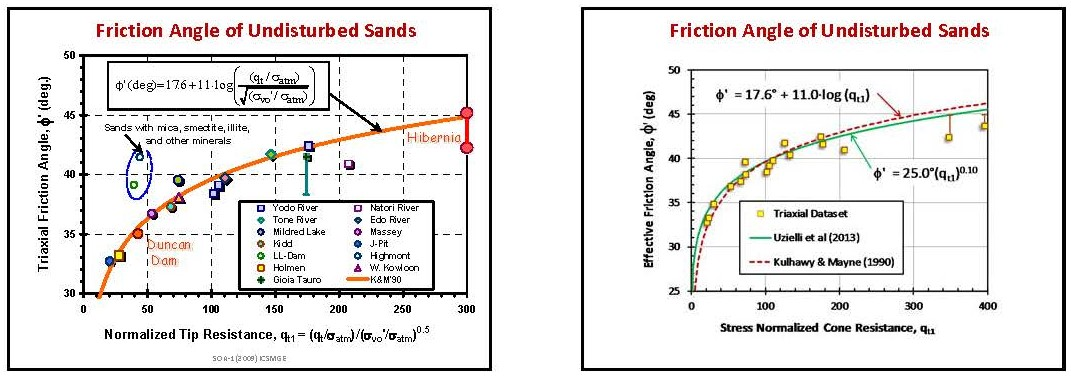 Friction Angle of Undisturbed Sands
50
45
40
35
30
Triaxial Friction Angle, ϕ' (deg.)
ϕ'(deg)=17.6+11·log( (qt/σatm) / √(σvo'/σatm) )
Sands with mica, smectite, illite,
and other minerals
Hibernia
Duncan
Dam
Yodo River
Natori River
Tone River
Edo River
Mildred Lake
Massey
Kidd
J-Pit
LL-Dam
Highmont
Holmen
W. Kowloon
Gioia Tauro
K&M'90
0 50 100 150 200 250 300
Normalized Tip Resistance, qt1 = (qt/σatm)/(σvo'/σatm)^0.5
SOA-1 (2009) ICSMGE
Friction Angle of Undisturbed Sands
50
45
40
35
30
25
Effective Friction Angle, ϕ' (deg)
ϕ' = 17.6° + 11.0·log (qt1)
ϕ' = 25.0°(qt1)^0.10
Triaxial Dataset
Uzielli et al (2013)
Kulhawy & Mayne (1990)
0 100 200 300 400
Stress Normalized Cone Resistance, qt1